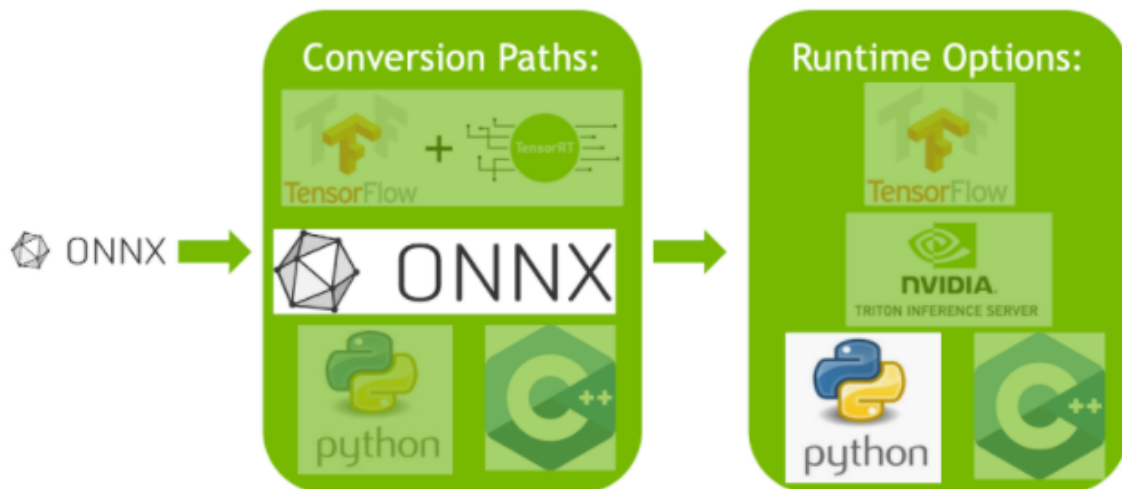 ONNX
Conversion Paths:
TensorFlow
+
TensorRT
ONNX
python
C++
Runtime Options:
TensorFlow
NVIDIA.
TRITON INFERENCE SERVER
python
C++